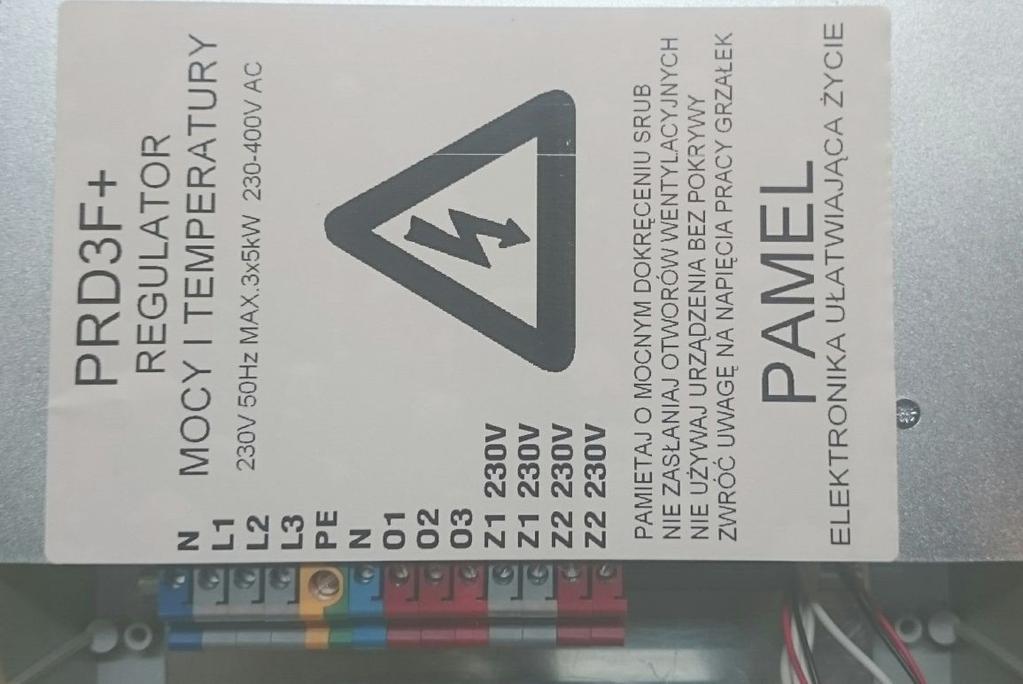 PRD3F+
REGULATOR
MOCY I TEMPERATURY
230V 50Hz MAX.3x5kW 230-400V AC
N
L1
L2
L3
PE
N
O1
O2
O3
Z1 230V
Z1 230V
Z2 230V
Z2 230V
PAMIETAJ O MOCNYM DOKRĘCENIU SRUB
NIE ZASŁANIAJ OTWORÓW WENTYLACYJNYCH
NIE UŻYWAJ URZĄDZENIA BEZ POKRYWY
ZWRÓĆ UWAGĘ NA NAPIĘCIA PRACY GRZAŁEK
PAMEL
ELEKTRONIKA UŁATWIAJĄCA ŻYCIE